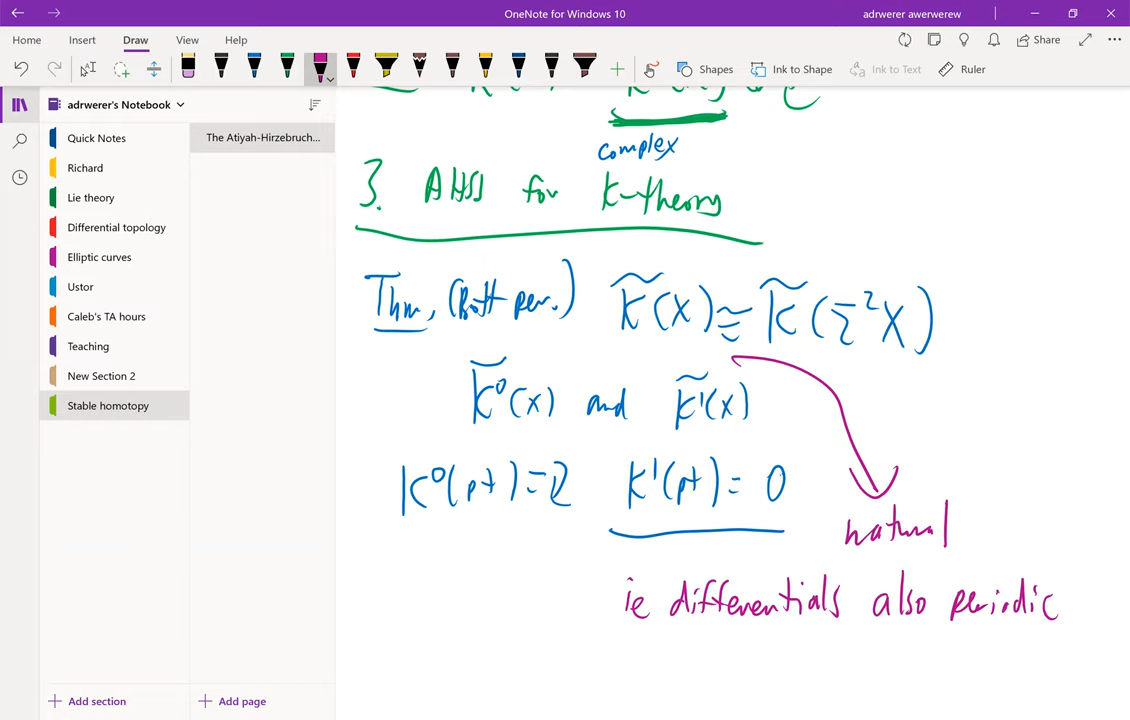 OneNote for Windows 10
adrwerer awerwerew
Home Insert Draw View Help
Share
Shapes Ink to Shape Ink to Text Ruler
adrwerer's Notebook
Quick Notes
Richard
Lie theory
Differential topology
Elliptic curves
Ustor
Caleb's TA hours
Teaching
New Section 2
Stable homotopy
Add section
The Atiyah-Hirzebruch...
Add page
complex
3. AHSS for K-theory
Thm, (Bott per.) K̃(X) ≅ K̃(Σ²X)
K̃⁰(X) and K̃¹(X)
K⁰(pt) = Z K¹(pt) = 0
natural
ie differentials also periodic